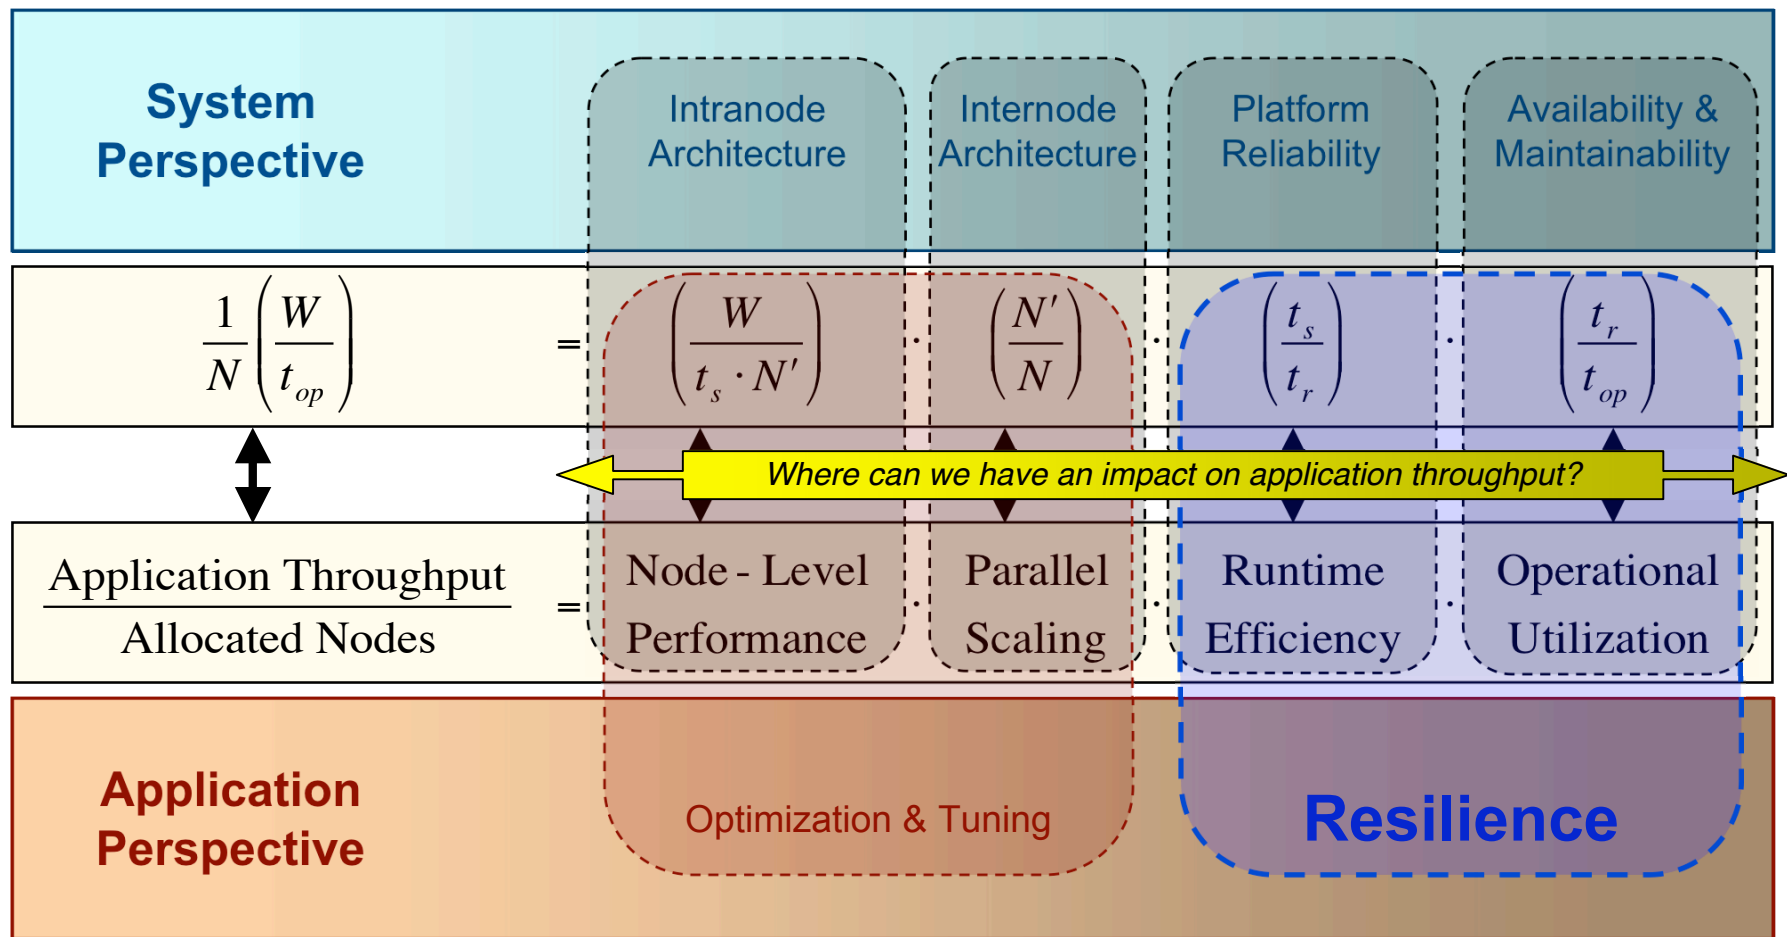 System
Perspective
Intranode
Architecture
Internode
Architecture
Platform
Reliability
Availability &
Maintainability
1/N (W/t_op) = (W/(t_s · N′)) · (N′/N) · (t_s/t_r) · (t_r/t_op)
Where can we have an impact on application throughput?
Application Throughput
Allocated Nodes
=
Node - Level
Performance
·
Parallel
Scaling
·
Runtime
Efficiency
·
Operational
Utilization
Application
Perspective
Optimization & Tuning
Resilience